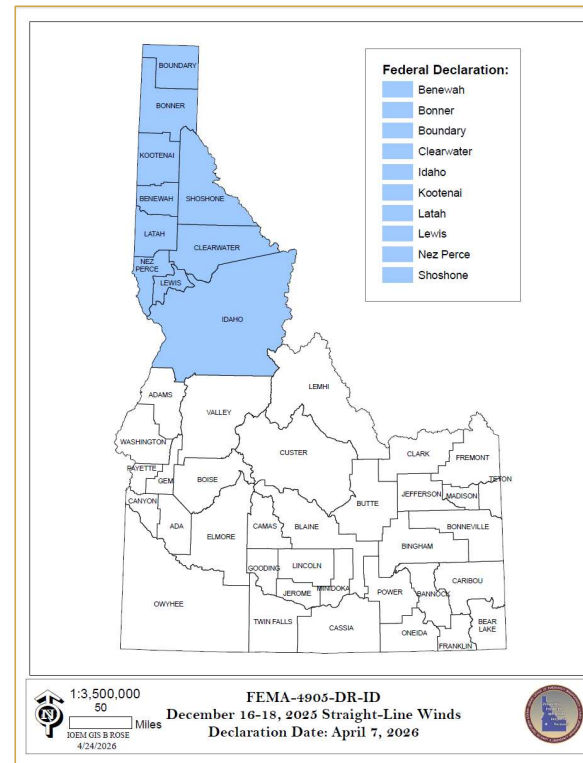 BOUNDARY
BONNER
KOOTENAI
BENEWAH
SHOSHONE
LATAH
CLEARWATER
NEZ
PERCE
LEWIS
IDAHO
LEMHI
ADAMS
VALLEY
WASHINGTON
CUSTER
CLARK
FREMONT
PAYETTE
GEM
BOISE
TETON
JEFFERSON
MADISON
CANYON
BUTTE
ADA
ELMORE
CAMAS
BLAINE
BONNEVILLE
BINGHAM
GOODING
LINCOLN
CARIBOU
JEROME
MINIDOKA
POWER
BANNOCK
OWYHEE
TWIN FALLS
CASSIA
ONEIDA
BEAR
LAKE
FRANKLIN
Federal Declaration:
Benewah
Bonner
Boundary
Clearwater
Idaho
Kootenai
Latah
Lewis
Nez Perce
Shoshone
N
1:3,500,000
50
Miles
IOEM GIS B ROSE
4/24/2026
FEMA-4905-DR-ID
December 16-18, 2025 Straight-Line Winds
Declaration Date: April 7, 2026